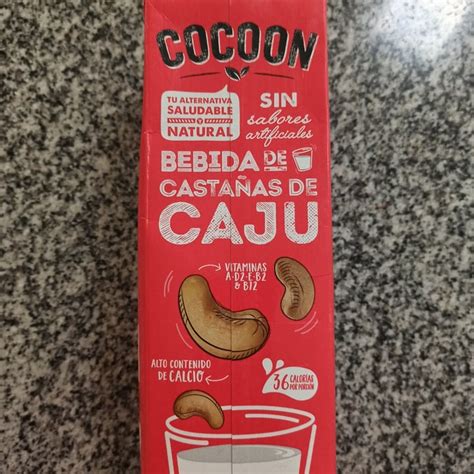 COCOON
TU ALTERNATIVA
SALUDABLE
Y
NATURAL
SIN
sabores
artificiales
BEBIDA DE
CASTAÑAS DE
CAJU
VITAMINAS
A-D2-E-B2
& B12
ALTO CONTENIDO
DE CALCIO
36 CALORÍAS
POR PORCIÓN